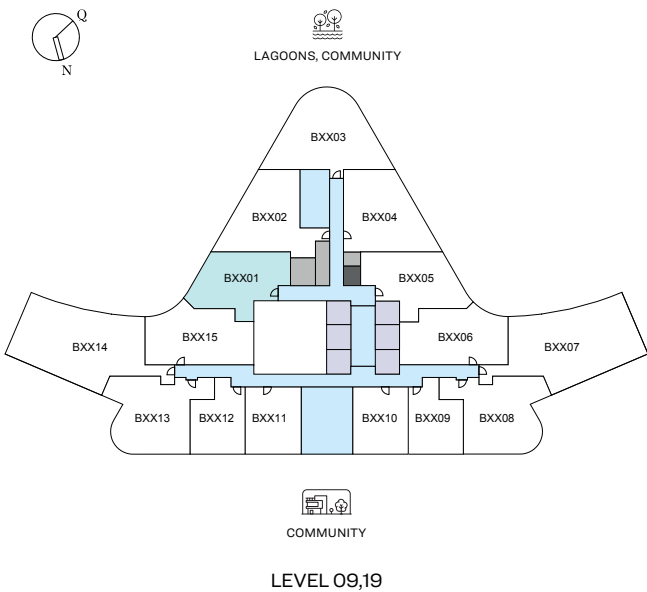 Q
N
LAGOONS, COMMUNITY
BXX03
BXX02 BXX04
BXX01 BXX05
BXX14 BXX15 BXX06 BXX07
BXX13 BXX12 BXX11 BXX10 BXX09 BXX08
COMMUNITY
LEVEL 09,19